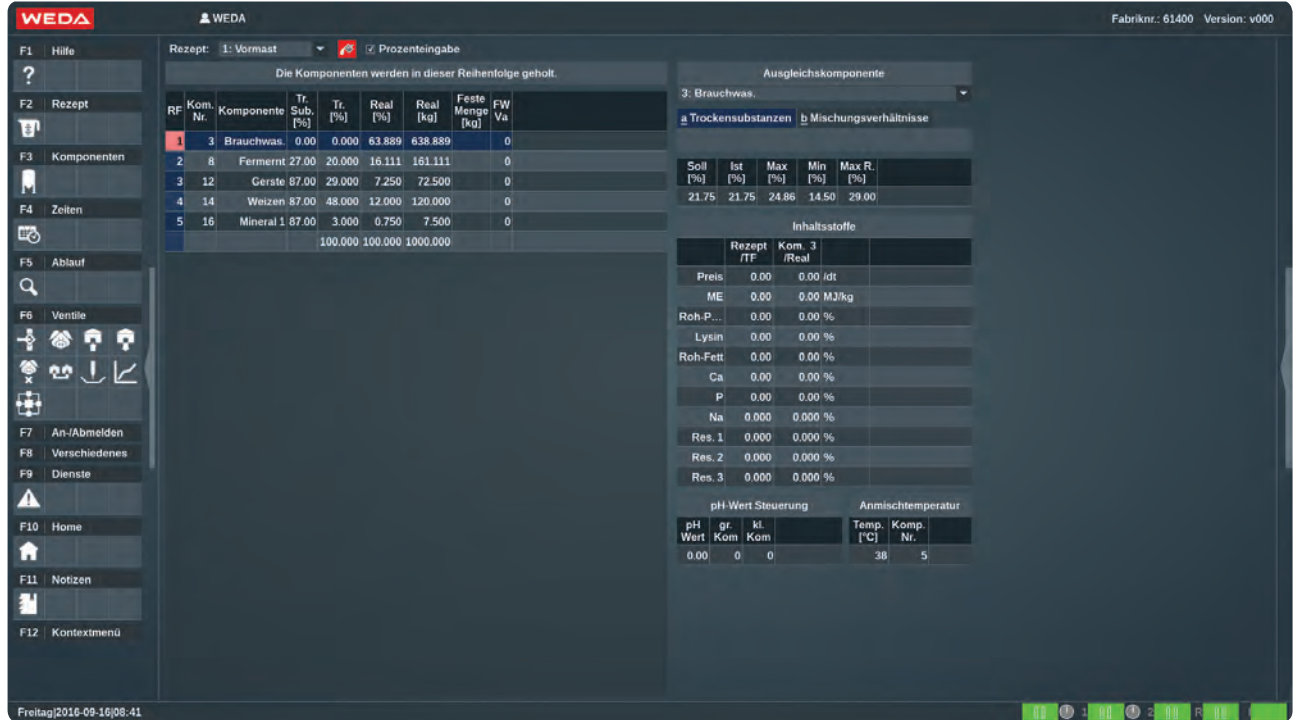 WEDA
WEDA
Fabriknr.: 61400 Version: v000
F1 Hilfe
?
F2 Rezept
F3 Komponenten
F4 Zeiten
F5 Ablauf
F6 Ventile
F7 An-/Abmelden
F8 Verschiedenes
F9 Dienste
F10 Home
F11 Notizen
F12 Kontextmenü
Rezept: 1: Vormast Prozenteingabe
Die Komponenten werden in dieser Reihenfolge geholt.
RF Kom. Nr. Komponente Tr. Sub. [%] Tr. [%] Real [%] Real [kg] Feste Menge [kg] FW Va
1 3 Brauchwas. 0.00 0.000 63.889 638.889 0
2 8 Fermernt 27.00 20.000 16.111 161.111 0
3 12 Gerste 87.00 29.000 7.250 72.500 0
4 14 Weizen 87.00 48.000 12.000 120.000 0
5 16 Mineral 1 87.00 3.000 0.750 7.500 0
100.000 100.000 1000.000
Ausgleichskomponente
3: Brauchwas.
a Trockensubstanzen b Mischungsverhältnisse
Soll [%] Ist [%] Max [%] Min [%] Max R. [%]
21.75 21.75 24.86 14.50 29.00
Inhaltsstoffe
Rezept /TF Kom. 3 /Real
Preis 0.00 0.00 /dt
ME 0.00 0.00 MJ/kg
Roh-P... 0.00 0.00 %
Lysin 0.00 0.00 %
Roh-Fett 0.00 0.00 %
Ca 0.00 0.00 %
P 0.00 0.00 %
Na 0.000 0.000 %
Res. 1 0.000 0.000 %
Res. 2 0.000 0.000 %
Res. 3 0.000 0.000 %
pH-Wert Steuerung
pH Wert gr. Kom kl. Kom
0.00 0 0
Anmischtemperatur
Temp. [°C] Komp. Nr.
38 5
Freitag|2016-09-16|08:41
1 2 R